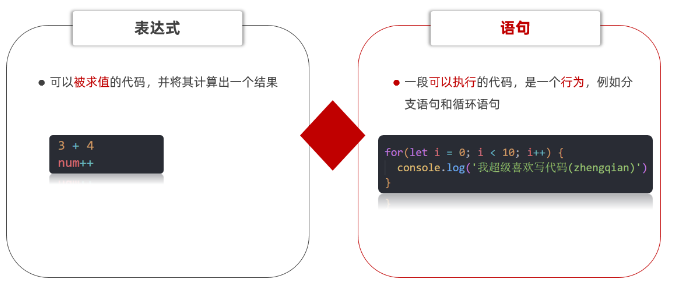 表达式
可以被求值的代码，并将其计算出一个结果
3 + 4
num++
语句
一段可以执行的代码，是一个行为，例如分
支语句和循环语句
for(let i = 0; i < 10; i++) {
  console.log('我超级喜欢写代码(zhengqian)')
}